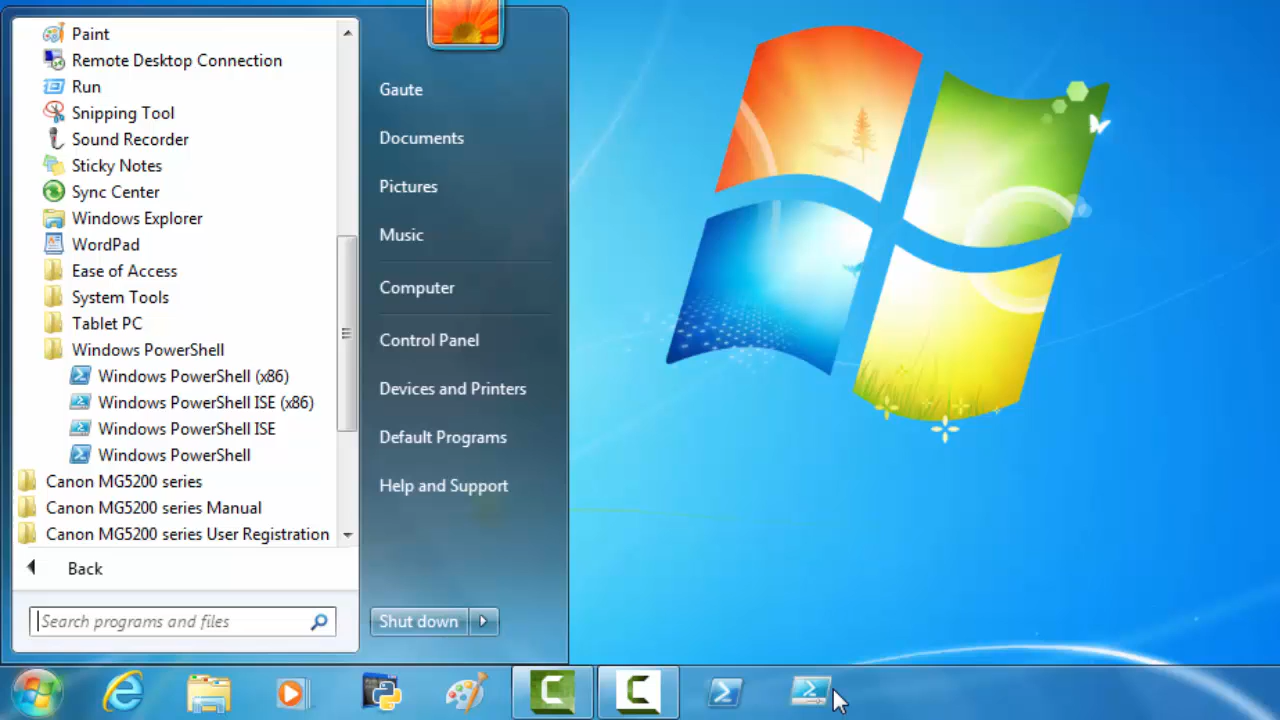 Paint
Remote Desktop Connection
Run
Snipping Tool
Sound Recorder
Sticky Notes
Sync Center
Windows Explorer
WordPad
Ease of Access
System Tools
Tablet PC
Windows PowerShell
Windows PowerShell (x86)
Windows PowerShell ISE (x86)
Windows PowerShell ISE
Windows PowerShell
Canon MG5200 series
Canon MG5200 series Manual
Canon MG5200 series User Registration
Back
Search programs and files
Gaute
Documents
Pictures
Music
Computer
Control Panel
Devices and Printers
Default Programs
Help and Support
Shut down